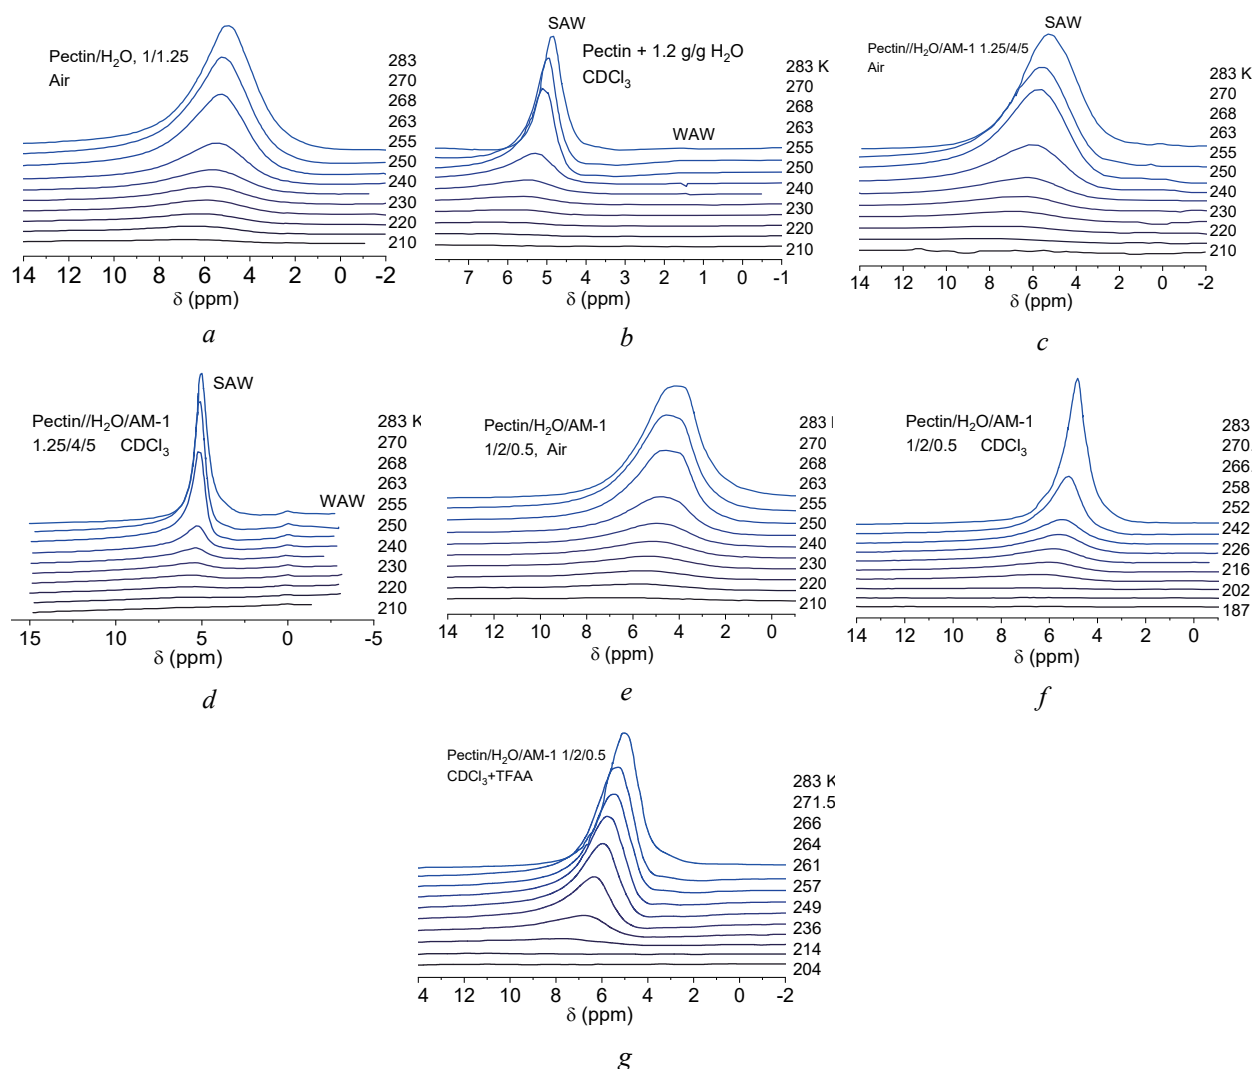 Pectin/H₂O, 1/1.25
Air
283
270
268
263
255
250
240
230
220
210
14 12 10 8 6 4 2 0 -2
δ (ppm)
a
SAW
Pectin + 1.2 g/g H₂O
CDCl₃
WAW
283 K
270
268
263
255
250
240
230
220
210
7 6 5 4 3 2 1 0 -1
δ (ppm)
b
SAW
Pectin//H₂O/AM-1 1.25/4/5
Air
283 K
270
268
263
255
250
240
230
220
210
14 12 10 8 6 4 2 0 -2
δ (ppm)
c
SAW
Pectin//H₂O/AM-1
1.25/4/5 CDCl₃
WAW
283 K
270
268
263
255
250
240
230
220
210
15 10 5 0 -5
δ (ppm)
d
Pectin/H₂O/AM-1
1/2/0.5, Air
283
270
268
263
255
250
240
230
220
210
14 12 10 8 6 4 2 0
δ (ppm)
e
Pectin/H₂O/AM-1
1/2/0.5 CDCl₃
283
270
266
258
252
242
226
216
202
187
14 12 10 8 6 4 2 0
δ (ppm)
f
Pectin/H₂O/AM-1 1/2/0.5
CDCl₃+TFAA
283 K
271.5
266
264
261
257
249
236
214
204
4 12 10 8 6 4 2 0 -2
δ (ppm)
g